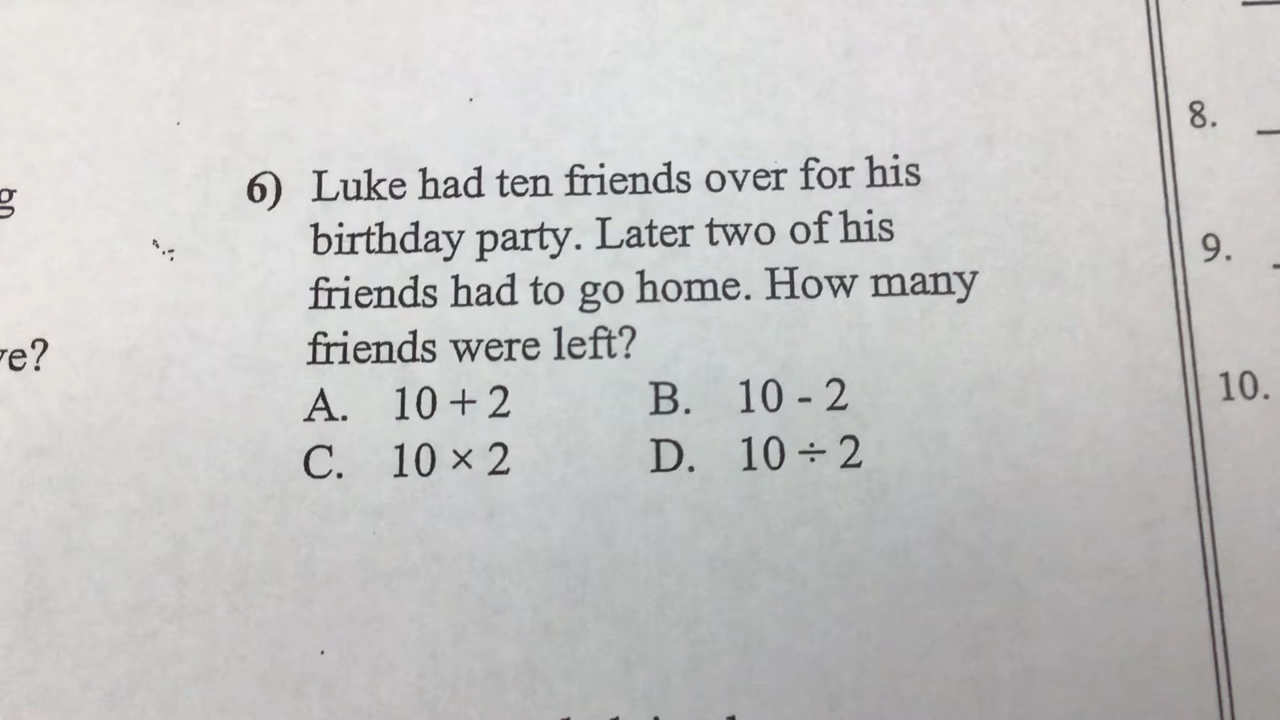 g
ve?
6) Luke had ten friends over for his
birthday party. Later two of his
friends had to go home. How many
friends were left?
A. 10 + 2 B. 10 - 2
C. 10 × 2 D. 10 ÷ 2
8.
9.
10.